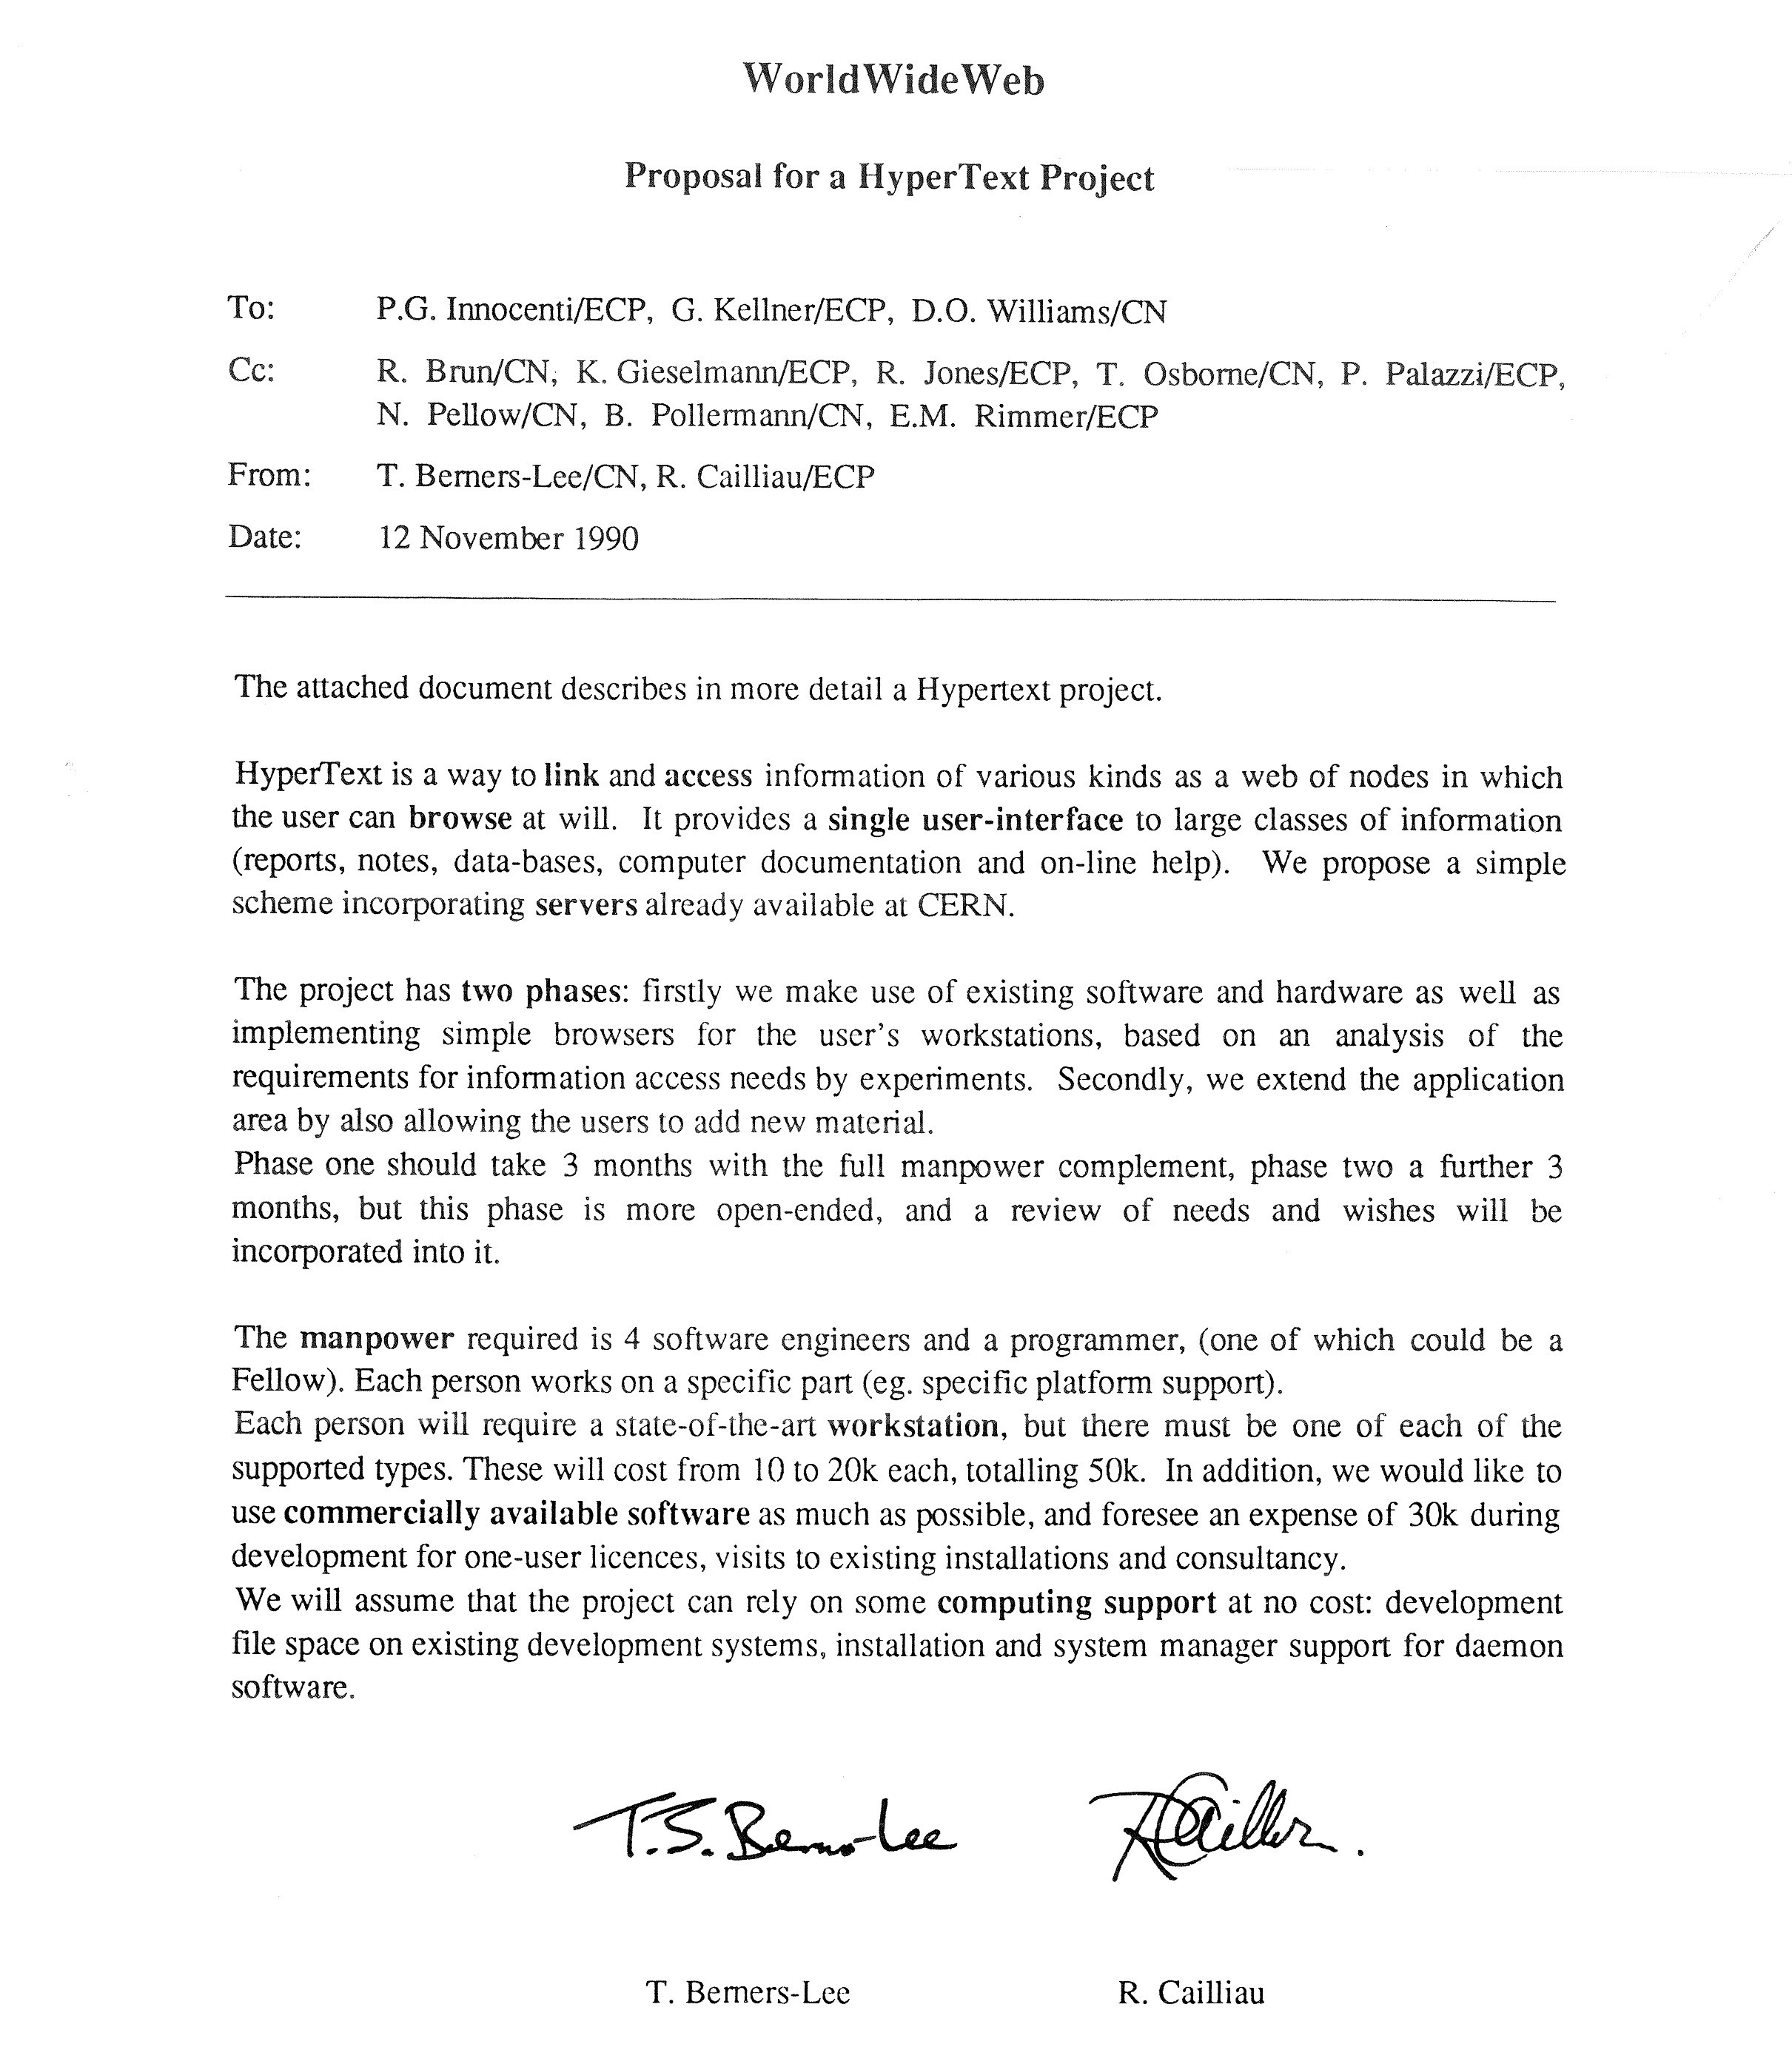 WorldWideWeb
Proposal for a HyperText Project
To: P.G. Innocenti/ECP, G. Kellner/ECP, D.O. Williams/CN
Cc: R. Brun/CN, K. Gieselmann/ECP, R. Jones/ECP, T. Osborne/CN, P. Palazzi/ECP,
N. Pellow/CN, B. Pollermann/CN, E.M. Rimmer/ECP
From: T. Berners-Lee/CN, R. Cailliau/ECP
Date: 12 November 1990
The attached document describes in more detail a Hypertext project.
HyperText is a way to link and access information of various kinds as a web of nodes in which
the user can browse at will. It provides a single user-interface to large classes of information
(reports, notes, data-bases, computer documentation and on-line help). We propose a simple
scheme incorporating servers already available at CERN.
The project has two phases: firstly we make use of existing software and hardware as well as
implementing simple browsers for the user's workstations, based on an analysis of the
requirements for information access needs by experiments. Secondly, we extend the application
area by also allowing the users to add new material.
Phase one should take 3 months with the full manpower complement, phase two a further 3
months, but this phase is more open-ended, and a review of needs and wishes will be
incorporated into it.
The manpower required is 4 software engineers and a programmer, (one of which could be a
Fellow). Each person works on a specific part (eg. specific platform support).
Each person will require a state-of-the-art workstation, but there must be one of each of the
supported types. These will cost from 10 to 20k each, totalling 50k. In addition, we would like to
use commercially available software as much as possible, and foresee an expense of 30k during
development for one-user licences, visits to existing installations and consultancy.
We will assume that the project can rely on some computing support at no cost: development
file space on existing development systems, installation and system manager support for daemon
software.
T.S. Berners-Lee RCailliau.
T. Berners-Lee R. Cailliau